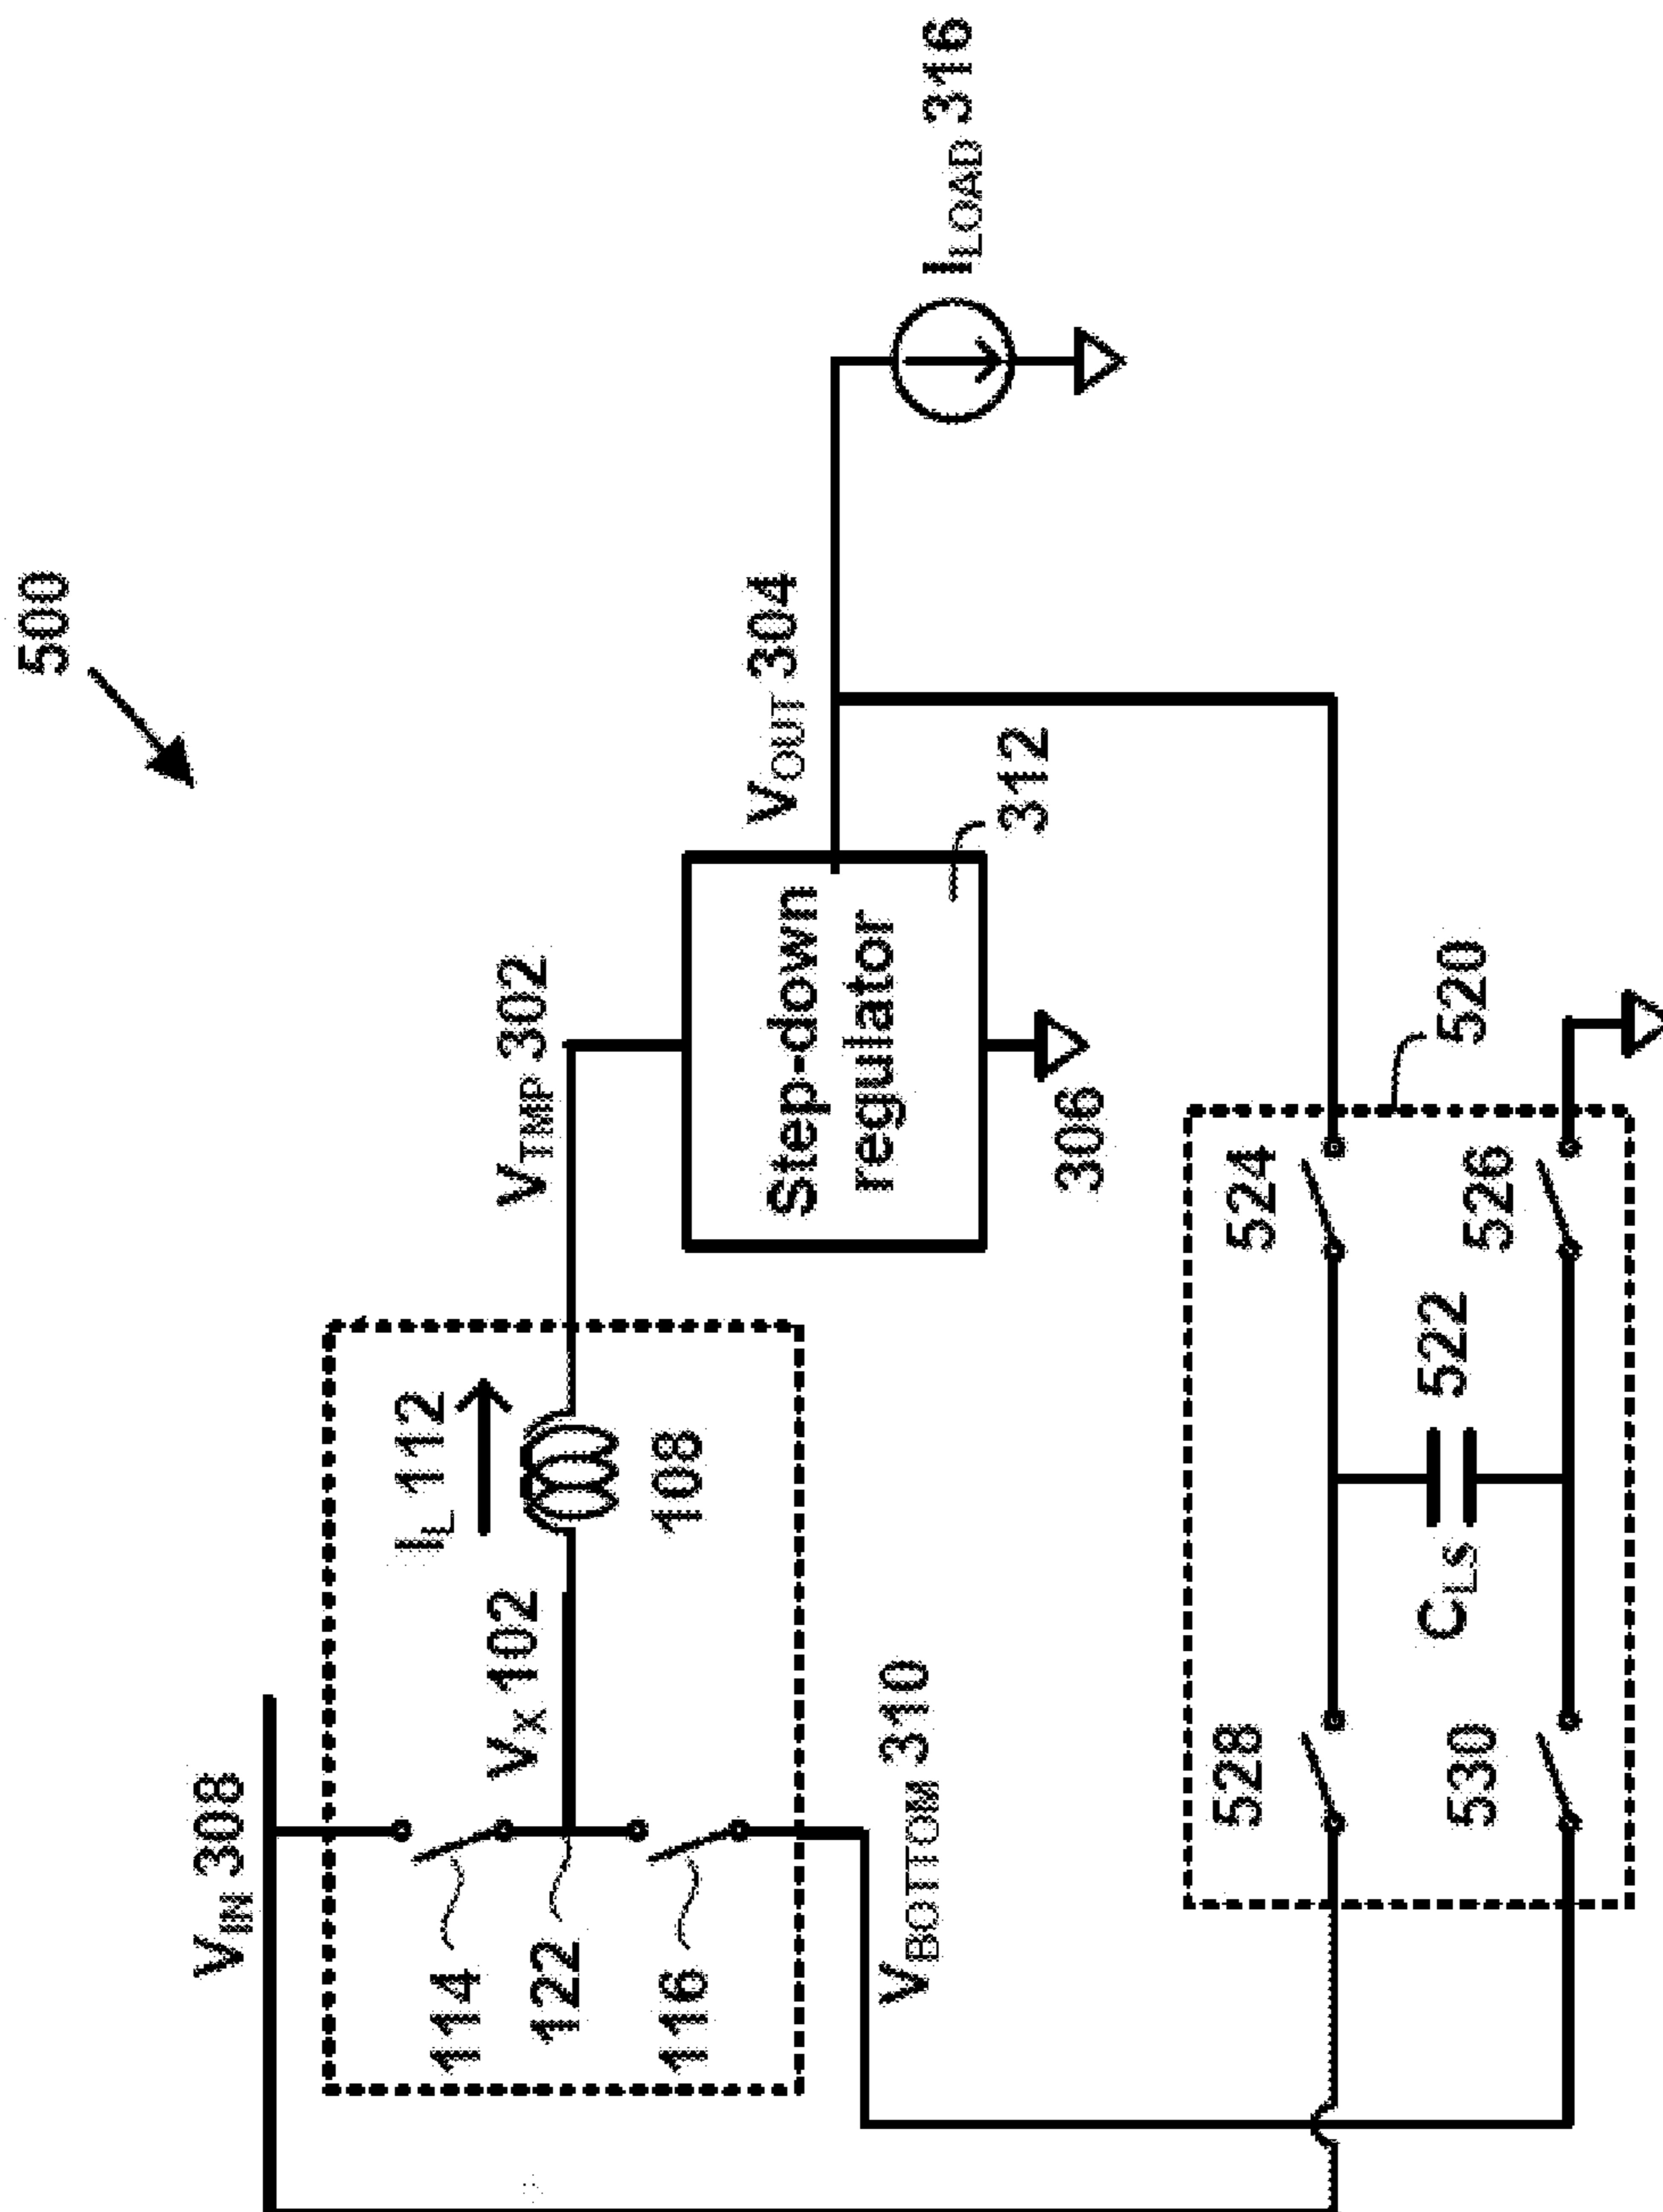 500
V_IN 308
I_L 112
V_X 102
114
122
116
108
V_TMP 302
Step-down
regulator
306
V_OUT 304
312
I_LOAD 316
V_BOTTOM 310
520
528
524
C_LS
522
530
526